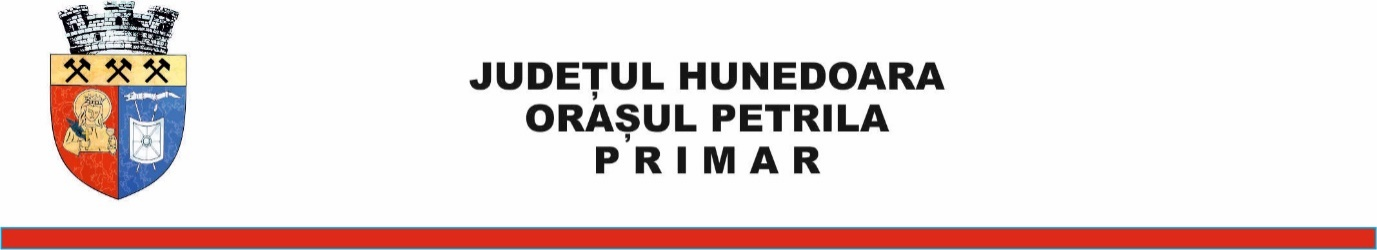 JUDEȚUL HUNEDOARA
ORAȘUL PETRILA
P R I M A R